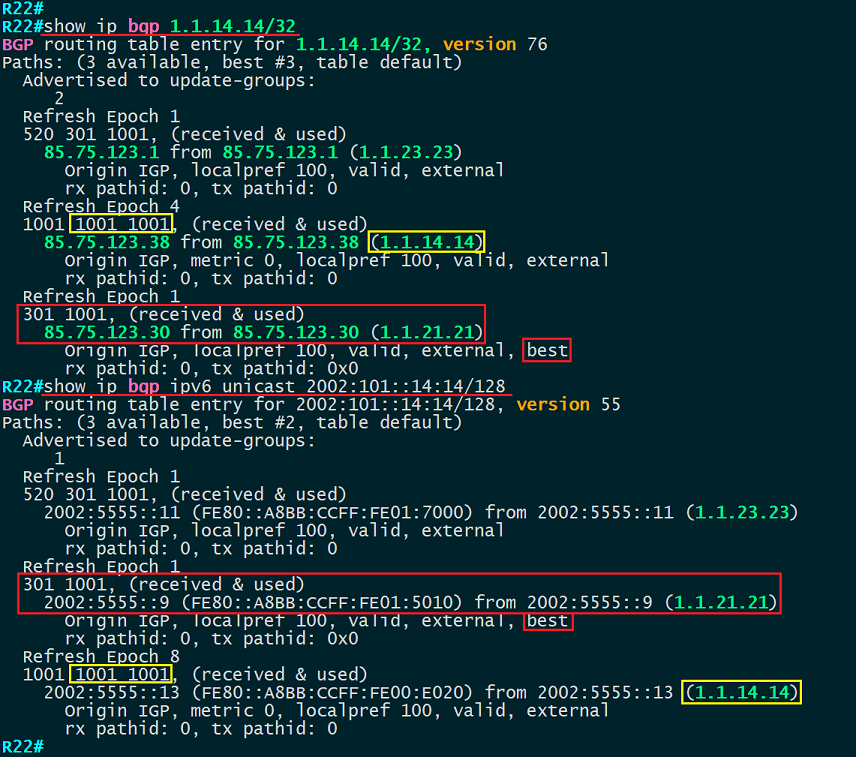 R22#
R22#show ip bgp 1.1.14.14/32
BGP routing table entry for 1.1.14.14/32, version 76
Paths: (3 available, best #3, table default)
  Advertised to update-groups:
     2
  Refresh Epoch 1
  520 301 1001, (received & used)
    85.75.123.1 from 85.75.123.1 (1.1.23.23)
      Origin IGP, localpref 100, valid, external
      rx pathid: 0, tx pathid: 0
  Refresh Epoch 4
  1001 1001 1001, (received & used)
    85.75.123.38 from 85.75.123.38 (1.1.14.14)
      Origin IGP, metric 0, localpref 100, valid, external
      rx pathid: 0, tx pathid: 0
  Refresh Epoch 1
  301 1001, (received & used)
    85.75.123.30 from 85.75.123.30 (1.1.21.21)
      Origin IGP, localpref 100, valid, external, best
      rx pathid: 0, tx pathid: 0x0
R22#show ip bgp ipv6 unicast 2002:101::14:14/128
BGP routing table entry for 2002:101::14:14/128, version 55
Paths: (3 available, best #2, table default)
  Advertised to update-groups:
     1
  Refresh Epoch 1
  520 301 1001, (received & used)
    2002:5555::11 (FE80::A8BB:CCFF:FE01:7000) from 2002:5555::11 (1.1.23.23)
      Origin IGP, localpref 100, valid, external
      rx pathid: 0, tx pathid: 0
  Refresh Epoch 1
  301 1001, (received & used)
    2002:5555::9 (FE80::A8BB:CCFF:FE01:5010) from 2002:5555::9 (1.1.21.21)
      Origin IGP, localpref 100, valid, external, best
      rx pathid: 0, tx pathid: 0x0
  Refresh Epoch 8
  1001 1001 1001, (received & used)
    2002:5555::13 (FE80::A8BB:CCFF:FE00:E020) from 2002:5555::13 (1.1.14.14)
      Origin IGP, metric 0, localpref 100, valid, external
      rx pathid: 0, tx pathid: 0
R22#